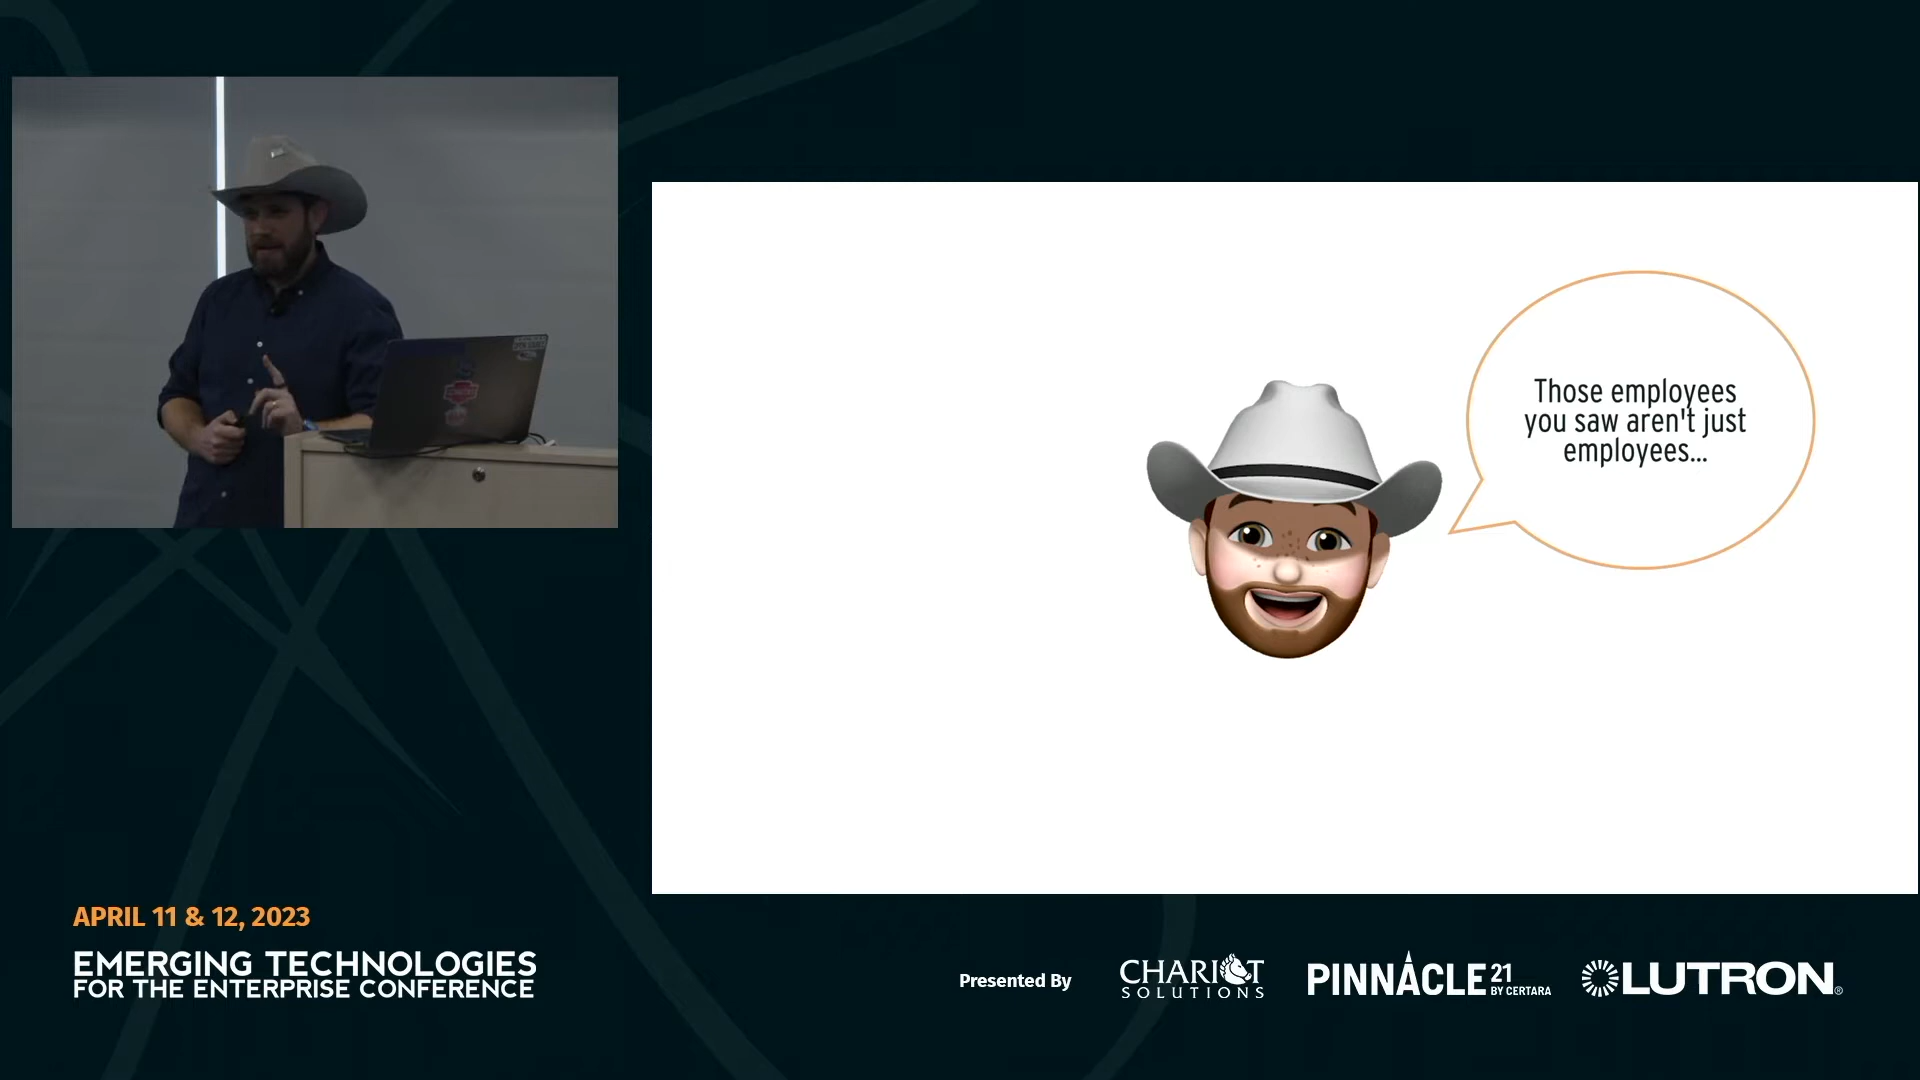 Those employees
you saw aren't just
employees...
APRIL 11 & 12, 2023
EMERGING TECHNOLOGIES
FOR THE ENTERPRISE CONFERENCE
Presented By
CHARIOT
SOLUTIONS
PINNACLE 21
BY CERTARA
LUTRON®